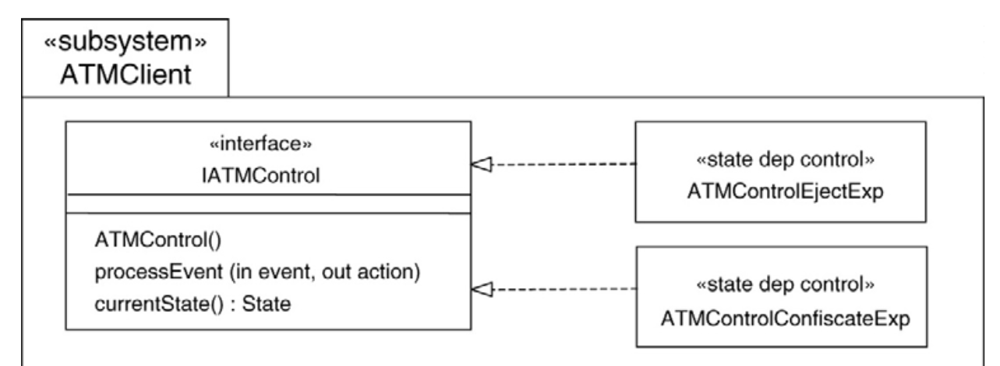 «subsystem»
ATMClient
«interface»
IATMControl
ATMControl()
processEvent (in event, out action)
currentState() : State
«state dep control»
ATMControlEjectExp
«state dep control»
ATMControlConfiscateExp